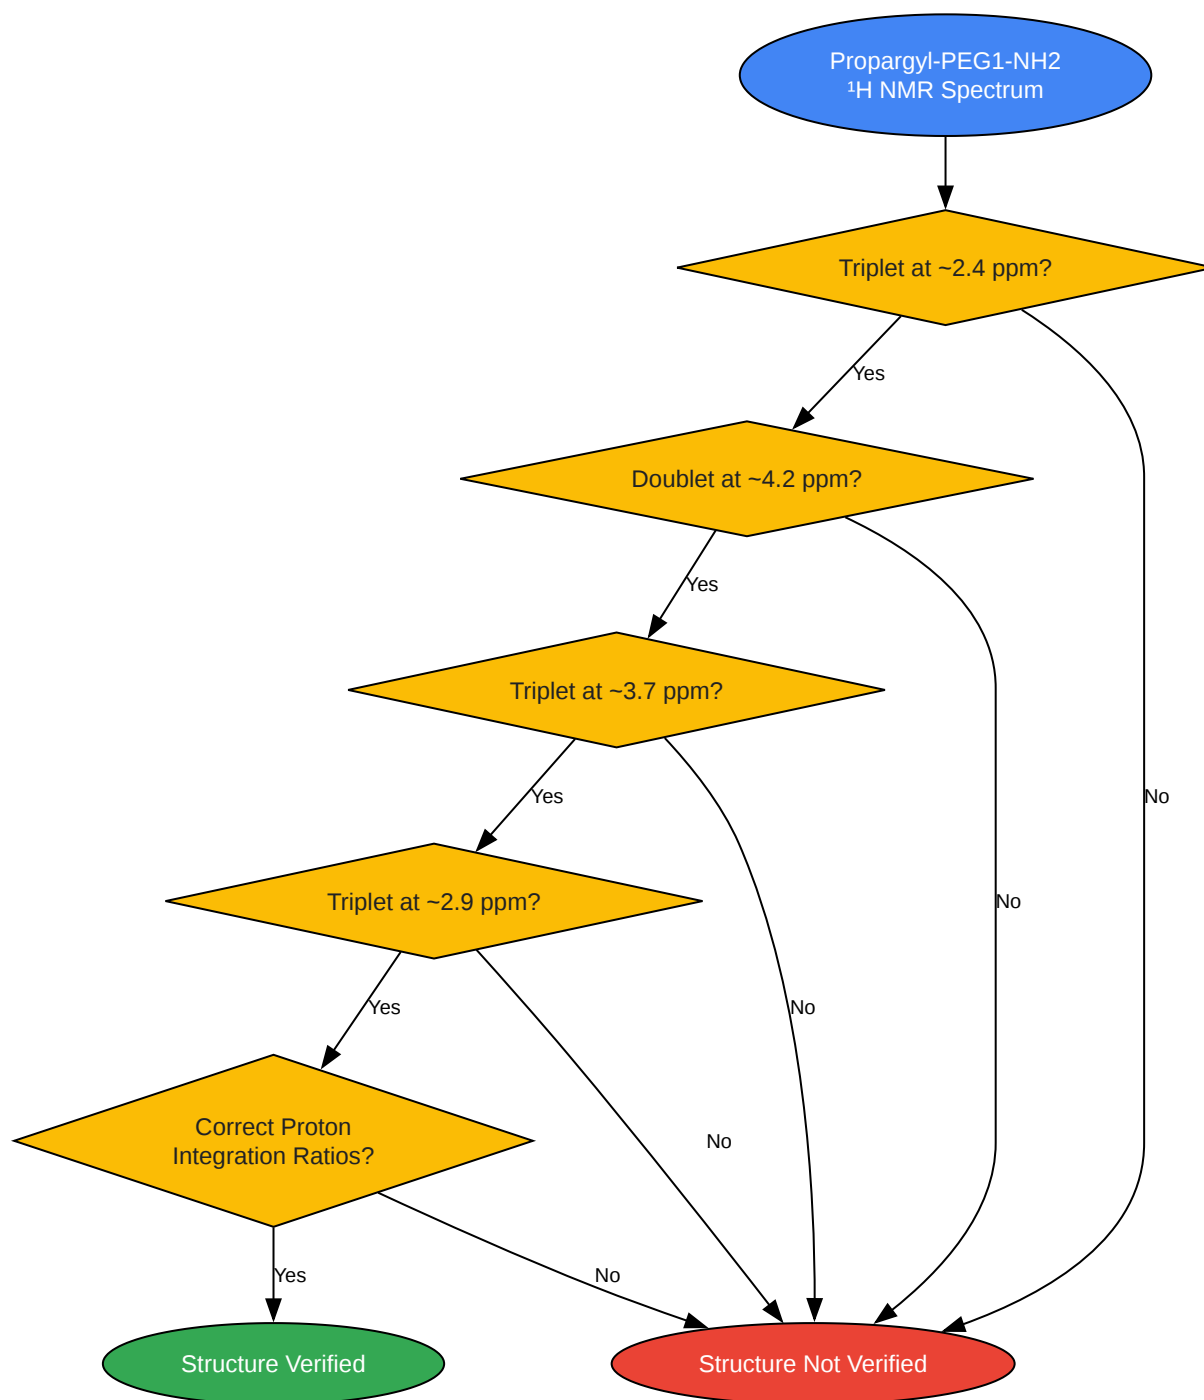 Propargyl-PEG1-NH2
¹H NMR Spectrum
Triplet at ~2.4 ppm?
Yes
Doublet at ~4.2 ppm?
Yes
Triplet at ~3.7 ppm?
Yes
No
Triplet at ~2.9 ppm?
No
Yes
No
Correct Proton
Integration Ratios?
No
Yes
No
Structure Verified
Structure Not Verified